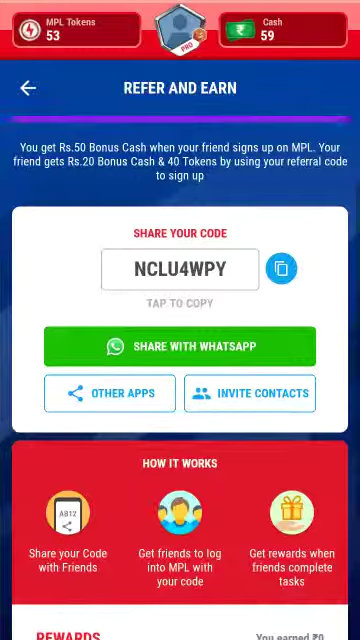 MPL Tokens
53
Cash
59
PRO
REFER AND EARN
You get Rs.50 Bonus Cash when your friend signs up on MPL. Your
friend gets Rs.20 Bonus Cash & 40 Tokens by using your referral code
to sign up
SHARE YOUR CODE
NCLU4WPY
TAP TO COPY
SHARE WITH WHATSAPP
OTHER APPS
INVITE CONTACTS
HOW IT WORKS
AB12
Share your Code
with Friends
Get friends to log
into MPL with
your code
Get rewards when
friends complete
tasks
REWARDS
You earned ₹0